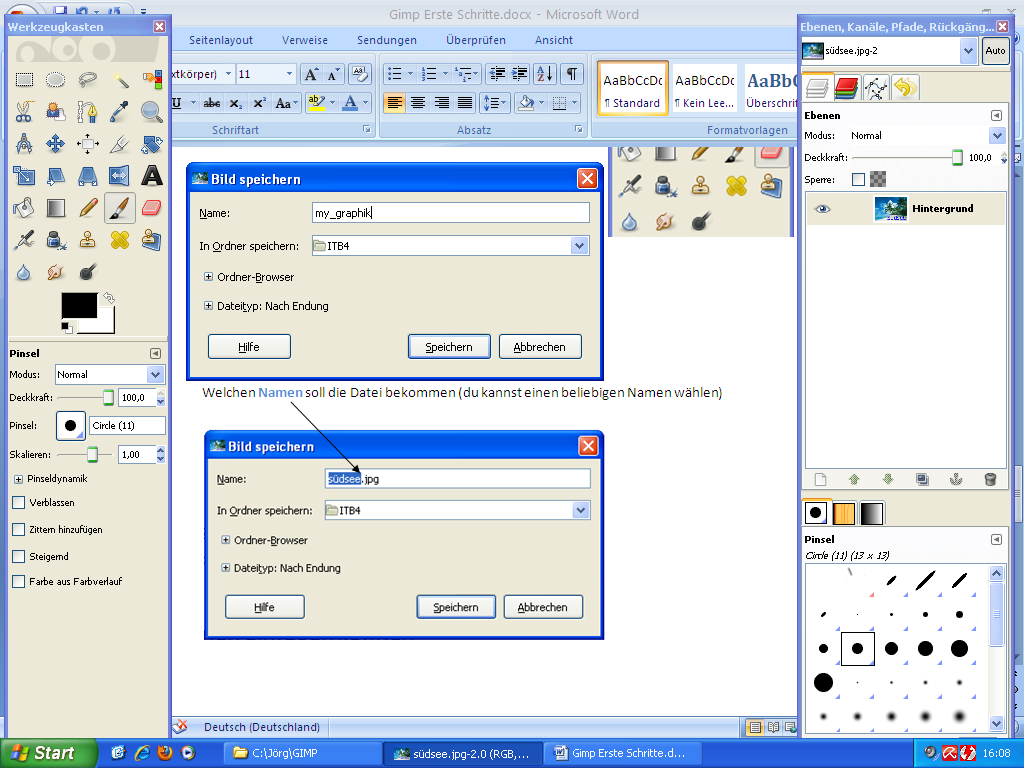 Gimp Erste Schritte.docx - Microsoft Word
Werkzeugkasten
Seitenlayout Verweise Sendungen Überprüfen Ansicht
xtkörper) 11
AaBbCcDc AaBbCcDc AaBbC
¶ Standard ¶ Kein Lee... Überschrif
Schriftart Absatz Formatvorlagen
Ebenen, Kanäle, Pfade, Rückgäng...
südsee.jpg-2 Auto
Ebenen
Modus: Normal
Deckkraft: 100,0
Sperre:
Hintergrund
Bild speichern
Name: my_graphik
In Ordner speichern: ITB4
Ordner-Browser
Dateityp: Nach Endung
Hilfe Speichern Abbrechen
Welchen Namen soll die Datei bekommen (du kannst einen beliebigen Namen wählen)
Bild speichern
Name: südsee.jpg
In Ordner speichern: ITB4
Ordner-Browser
Dateityp: Nach Endung
Hilfe Speichern Abbrechen
Pinsel
Modus: Normal
Deckkraft: 100,0
Pinsel: Circle (11)
Skalieren: 1,00
Pinseldynamik
Verblassen
Zittern hinzufügen
Steigernd
Farbe aus Farbverlauf
Pinsel
Circle (11) (13 x 13)
Deutsch (Deutschland)
Start C:\Jörg\GIMP südsee.jpg-2.0 (RGB,... Gimp Erste Schritte.d... 16:08